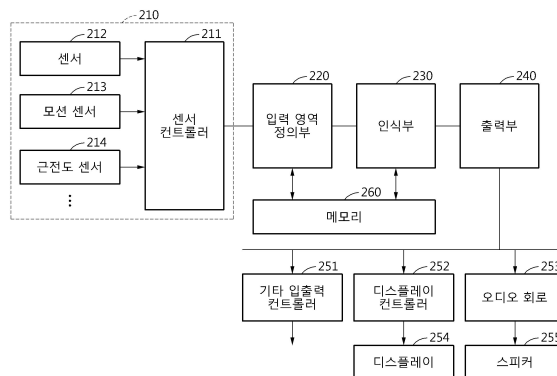 210
212
센서
213
모션 센서
214
근전도 센서
211
센서
컨트롤러
220
입력 영역
정의부
230
인식부
240
출력부
260
메모리
251
기타 입출력
컨트롤러
252
디스플레이
컨트롤러
253
오디오 회로
254
디스플레이
255
스피커